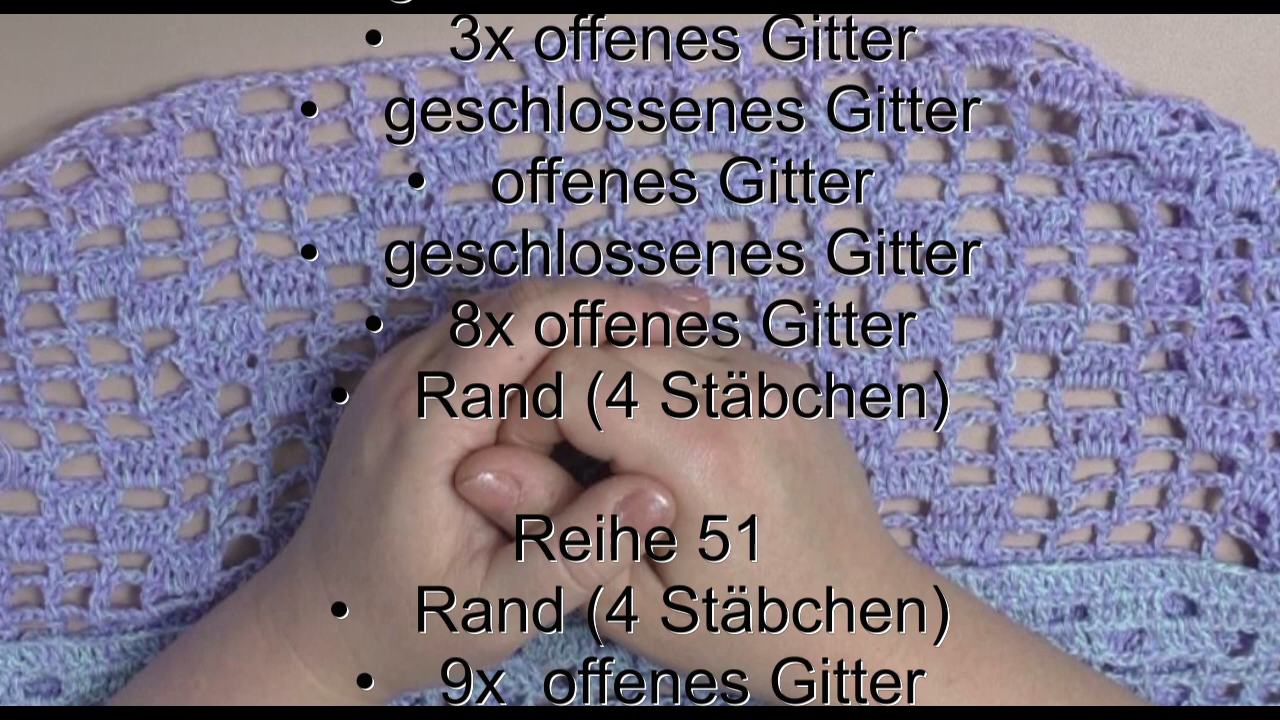 • 3x offenes Gitter
• geschlossenes Gitter
• offenes Gitter
• geschlossenes Gitter
• 8x offenes Gitter
• Rand (4 Stäbchen)
Reihe 51
• Rand (4 Stäbchen)
• 9x offenes Gitter